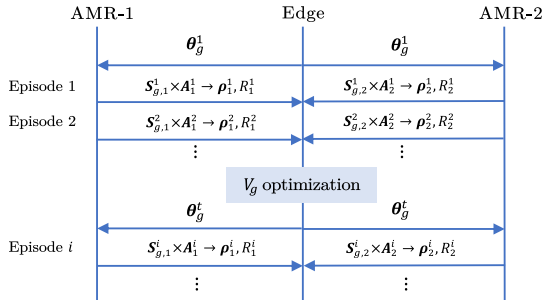 AMR-1 Edge AMR-2
θ_g^1 θ_g^1
Episode 1 S_{g,1}^1×A_1^1 → ρ_1^1, R_1^1 S_{g,2}^1×A_2^1 → ρ_2^1, R_2^1
Episode 2 S_{g,1}^1×A_1^2 → ρ_1^2, R_1^2 S_{g,2}^1×A_2^2 → ρ_2^2, R_2^2
⋮ ⋮
V_g optimization
θ_g^t θ_g^t
Episode i S_{g,1}^i×A_1^i → ρ_1^i, R_1^i S_{g,2}^i×A_2^i → ρ_2^i, R_2^i
⋮ ⋮